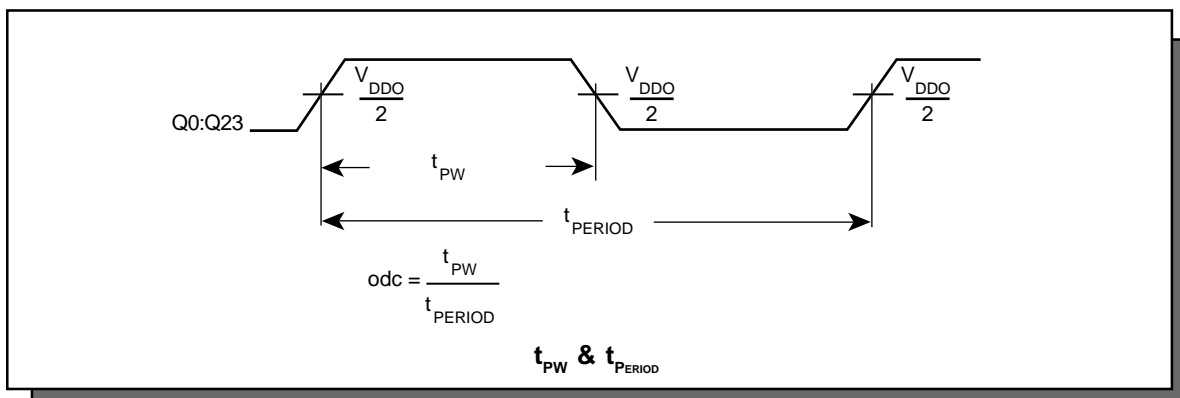 V DDO V DDO V DDO
2 2 2
Q0:Q23
t PW
t PERIOD
odc = t PW
t PERIOD
t PW & t PERIOD